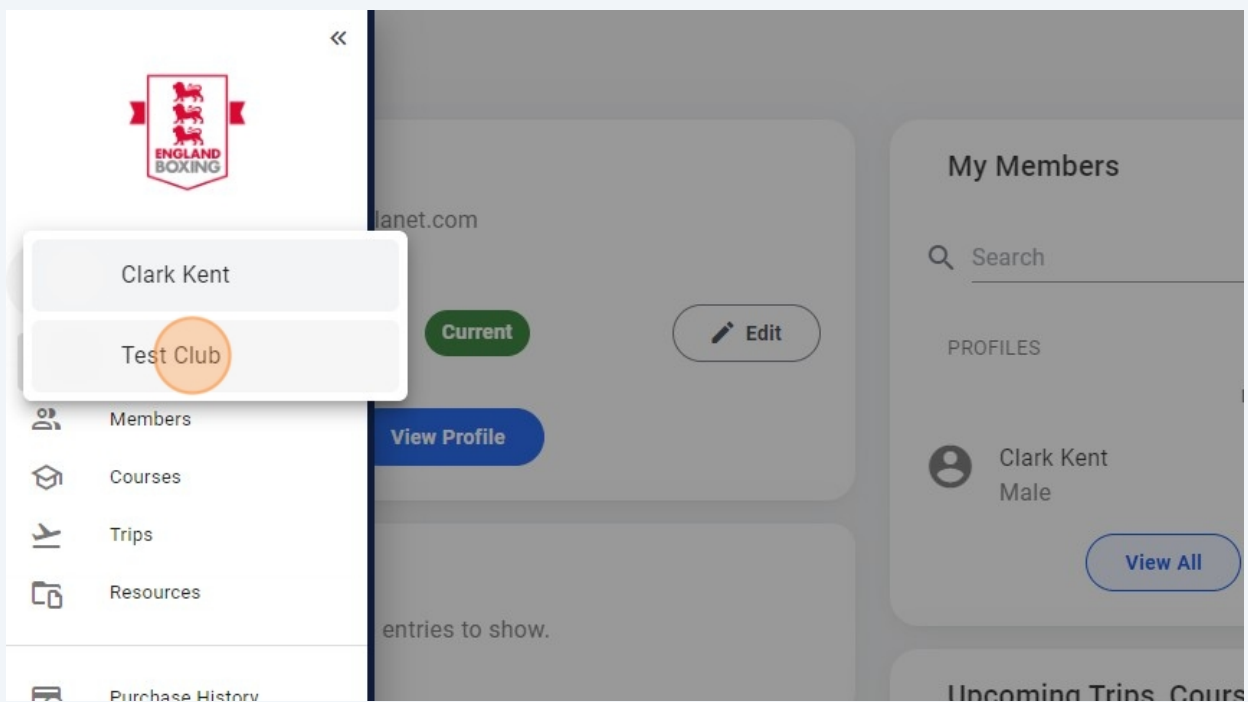 «
ENGLAND
BOXING
Clark Kent
Test Club
Members
Courses
Trips
Resources
Purchase History
lanet.com
Current
Edit
View Profile
entries to show.
My Members
Search
PROFILES
Clark Kent
Male
View All
Upcoming Trips, Cours